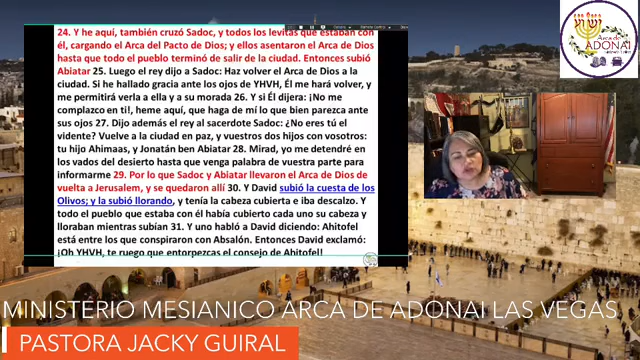 24. Y he aquí, también cruzó Sadoc, y todos los levitas que estaban con
él, cargando el Arca del Pacto de Dios; y ellos asentaron el Arca de Dios
hasta que todo el pueblo terminó de salir de la ciudad. Entonces subió
Abiatar 25. Luego el rey dijo a Sadoc: Haz volver el Arca de Dios a la
ciudad. Si he hallado gracia ante los ojos de YHVH, Él me hará volver, y
me permitirá verla a ella y a su morada 26. Y si Él dijera: ¡No me
complazco en ti!, heme aquí, que haga de mí lo que bien parezca ante
sus ojos 27. Dijo además el rey al sacerdote Sadoc: ¿No eres tú el
vidente? Vuelve a la ciudad en paz, y vuestros dos hijos con vosotros:
tu hijo Ahimaas, y Jonatán ben Abiatar 28. Mirad, yo me detendré en
los vados del desierto hasta que venga palabra de vuestra parte para
informarme 29. Por lo que Sadoc y Abiatar llevaron el Arca de Dios de
vuelta a Jerusalem, y se quedaron allí 30. Y David subió la cuesta de los
Olivos; y la subió llorando, y tenía la cabeza cubierta e iba descalzo. Y
todo el pueblo que estaba con él había cubierto cada uno su cabeza y
lloraban mientras subían 31. Y uno habló a David diciendo: Ahitofel
está entre los que conspiraron con Absalón. Entonces David exclamó:
¡Oh YHVH, te ruego que entorpezcas el consejo de Ahitofel!
Arca de
ADONAI
MINISTERIO MESIANICO ARCA DE ADONAI LAS VEGAS
PASTORA JACKY GUIRAL